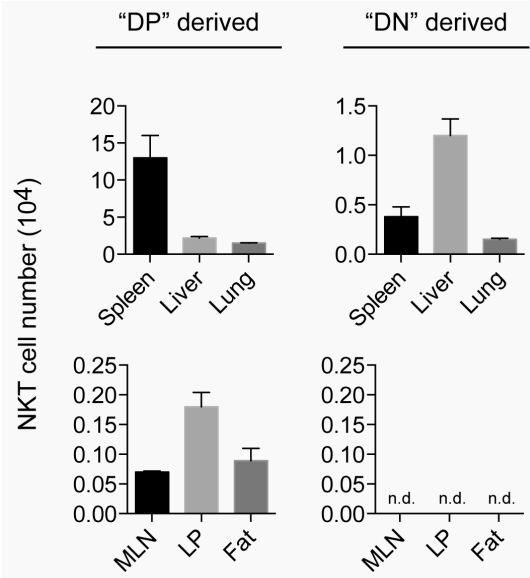 “DP” derived
“DN” derived
NKT cell number (10⁴)
20
15
10
5
0
Spleen
Liver
Lung
1.5
1.0
0.5
0.0
Spleen
Liver
Lung
0.25
0.20
0.15
0.10
0.05
0.00
MLN
LP
Fat
0.25
0.20
0.15
0.10
0.05
0.00
n.d. n.d. n.d.
MLN
LP
Fat